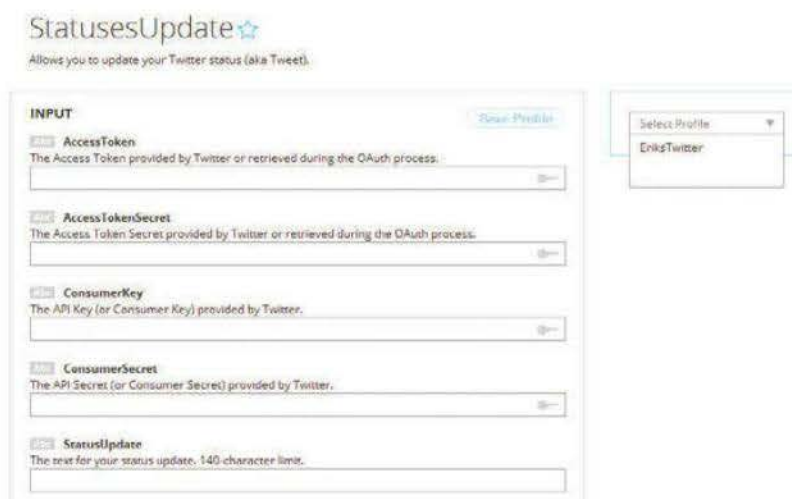 StatusesUpdate
Allows you to update your Twitter status (aka Tweet).
INPUT
Save Profile
AccessToken
The Access Token provided by Twitter or retrieved during the OAuth process.
AccessTokenSecret
The Access Token Secret provided by Twitter or retrieved during the OAuth process.
ConsumerKey
The API Key (or Consumer Key) provided by Twitter.
ConsumerSecret
The API Secret (or Consumer Secret) provided by Twitter.
StatusUpdate
The text for your status update. 140-character limit.
Select Profile
EriksTwitter